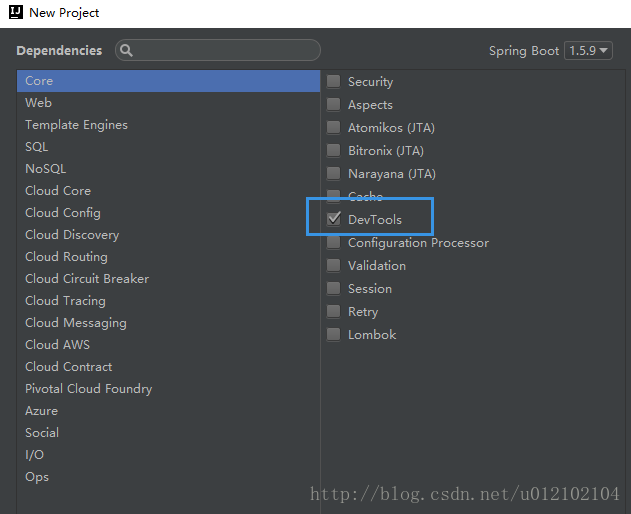 New Project
Dependencies
Spring Boot 1.5.9
Core
Web
Template Engines
SQL
NoSQL
Cloud Core
Cloud Config
Cloud Discovery
Cloud Routing
Cloud Circuit Breaker
Cloud Tracing
Cloud Messaging
Cloud AWS
Cloud Contract
Pivotal Cloud Foundry
Azure
Social
I/O
Ops
Security
Aspects
Atomikos (JTA)
Bitronix (JTA)
Narayana (JTA)
Cache
DevTools
Configuration Processor
Validation
Session
Retry
Lombok
http://blog.csdn.net/u012102104